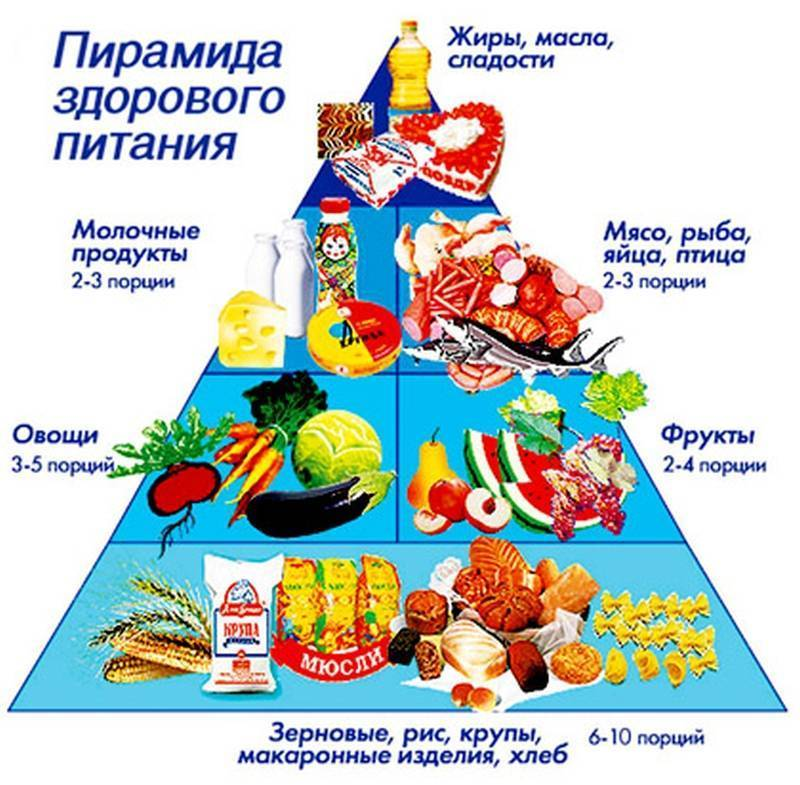 Пирамида
здорового
питания
Жиры, масла,
сладости
Молочные
продукты
2-3 порции
Мясо, рыба,
яйца, птица
2-3 порции
Овощи
3-5 порций
Фрукты
2-4 порции
КРУПА
МЮСЛИ
Зерновые, рис, крупы,
макаронные изделия, хлеб
6-10 порций